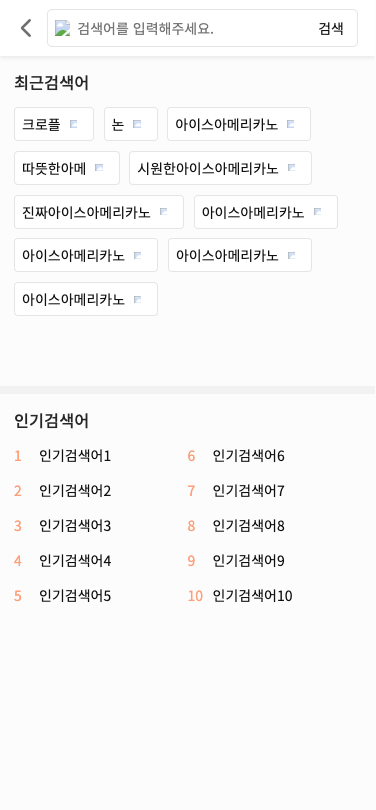 검색어를 입력해주세요. 검색
최근검색어
크로플 논 아이스아메리카노
따뜻한아메 시원한아이스아메리카노
진짜아이스아메리카노 아이스아메리카노
아이스아메리카노 아이스아메리카노
아이스아메리카노
인기검색어
1 인기검색어1 6 인기검색어6
2 인기검색어2 7 인기검색어7
3 인기검색어3 8 인기검색어8
4 인기검색어4 9 인기검색어9
5 인기검색어5 10 인기검색어10